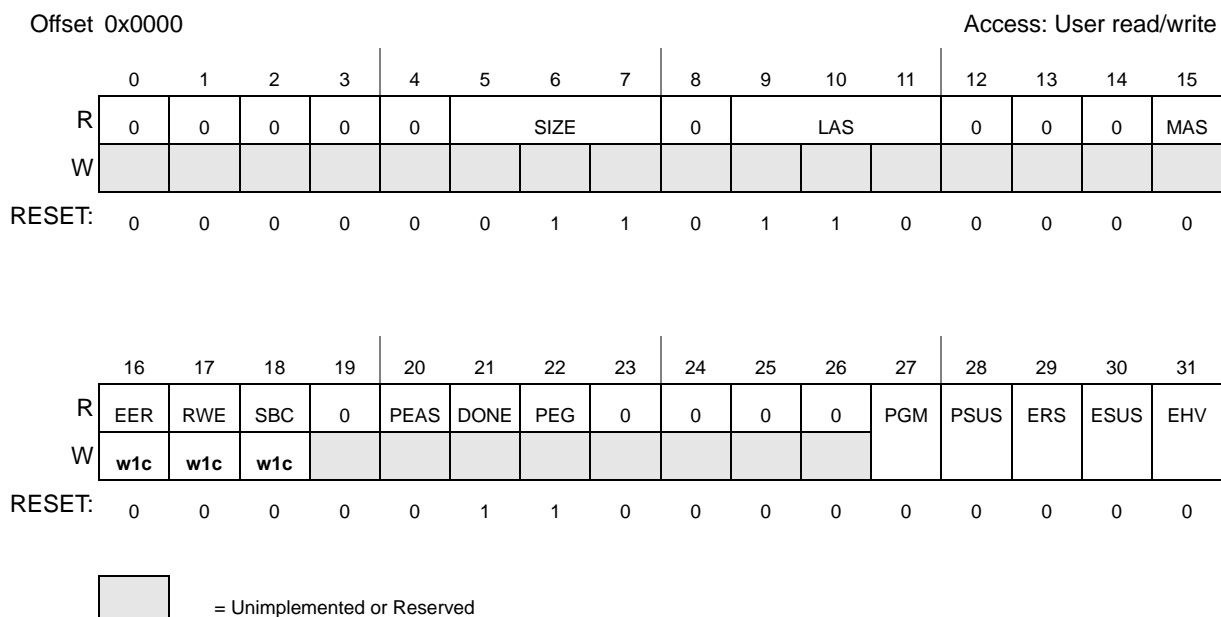 Offset 0x0000 Access: User read/write
0 1 2 3 4 5 6 7 8 9 10 11 12 13 14 15
R 0 0 0 0 0 SIZE 0 LAS 0 0 0 MAS
W
RESET: 0 0 0 0 0 0 1 1 0 1 1 0 0 0 0 0
16 17 18 19 20 21 22 23 24 25 26 27 28 29 30 31
R EER RWE SBC 0 PEAS DONE PEG 0 0 0 0 PGM PSUS ERS ESUS EHV
W w1c w1c w1c
RESET: 0 0 0 0 0 1 1 0 0 0 0 0 0 0 0 0
= Unimplemented or Reserved